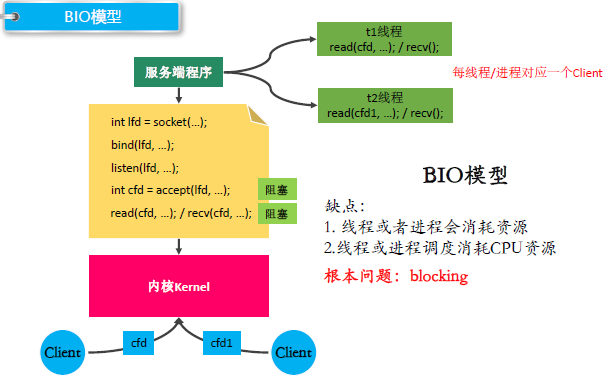 BIO模型
服务端程序
t1线程
read(cfd, ...); / recv();
t2线程
read(cfd1, ...); / recv();
每线程/进程对应一个Client
int lfd = socket(...);
bind(lfd, ...);
listen(lfd, ...);
int cfd = accept(lfd, ...);
阻塞
read(cfd, ...); / recv(cfd, ...);
阻塞
BIO模型
缺点：
1. 线程或者进程会消耗资源
2.线程或进程调度消耗CPU资源
根本问题：blocking
内核Kernel
Client
cfd
cfd1
Client